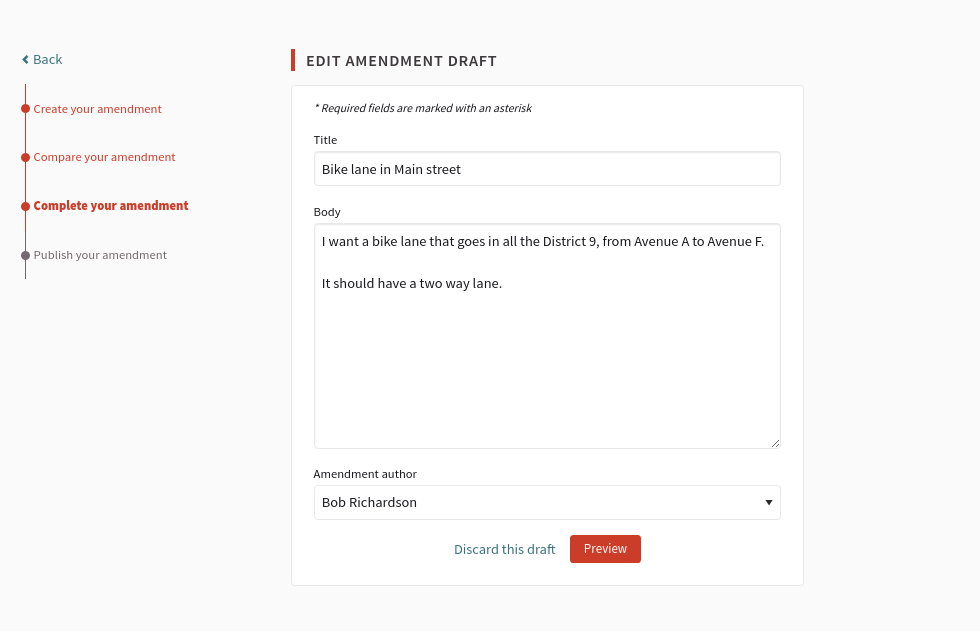 Back
Create your amendment
Compare your amendment
Complete your amendment
Publish your amendment
EDIT AMENDMENT DRAFT
* Required fields are marked with an asterisk
Title
Bike lane in Main street
Body
I want a bike lane that goes in all the District 9, from Avenue A to Avenue F.
It should have a two way lane.
Amendment author
Bob Richardson
Discard this draft
Preview